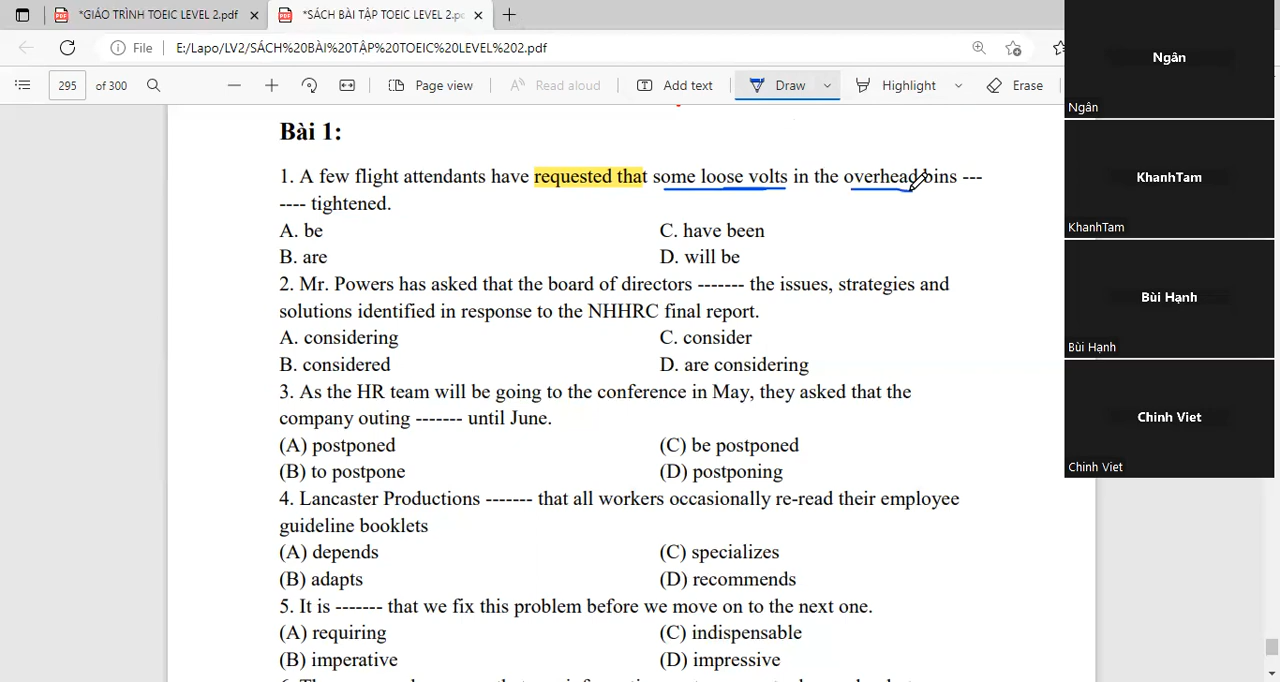 *GIÁO TRÌNH TOEIC LEVEL 2.pdf
*SÁCH BÀI TẬP TOEIC LEVEL 2.p
File
E:/Lapo/LV2/SÁCH%20BÀI%20TẬP%20TOEIC%20LEVEL%202.pdf
295 of 300
Page view
Read aloud
Add text
Draw
Highlight
Erase
Bài 1:
1. A few flight attendants have requested that some loose volts in the overhead bins ---
---- tightened.
A. be
C. have been
B. are
D. will be
2. Mr. Powers has asked that the board of directors ------- the issues, strategies and
solutions identified in response to the NHHRC final report.
A. considering
C. consider
B. considered
D. are considering
3. As the HR team will be going to the conference in May, they asked that the
company outing ------- until June.
(A) postponed
(C) be postponed
(B) to postpone
(D) postponing
4. Lancaster Productions ------- that all workers occasionally re-read their employee
guideline booklets
(A) depends
(C) specializes
(B) adapts
(D) recommends
5. It is ------- that we fix this problem before we move on to the next one.
(A) requiring
(C) indispensable
(B) imperative
(D) impressive
Ngân
Ngân
KhanhTam
KhanhTam
Bùi Hạnh
Bùi Hạnh
Chinh Viet
Chinh Viet